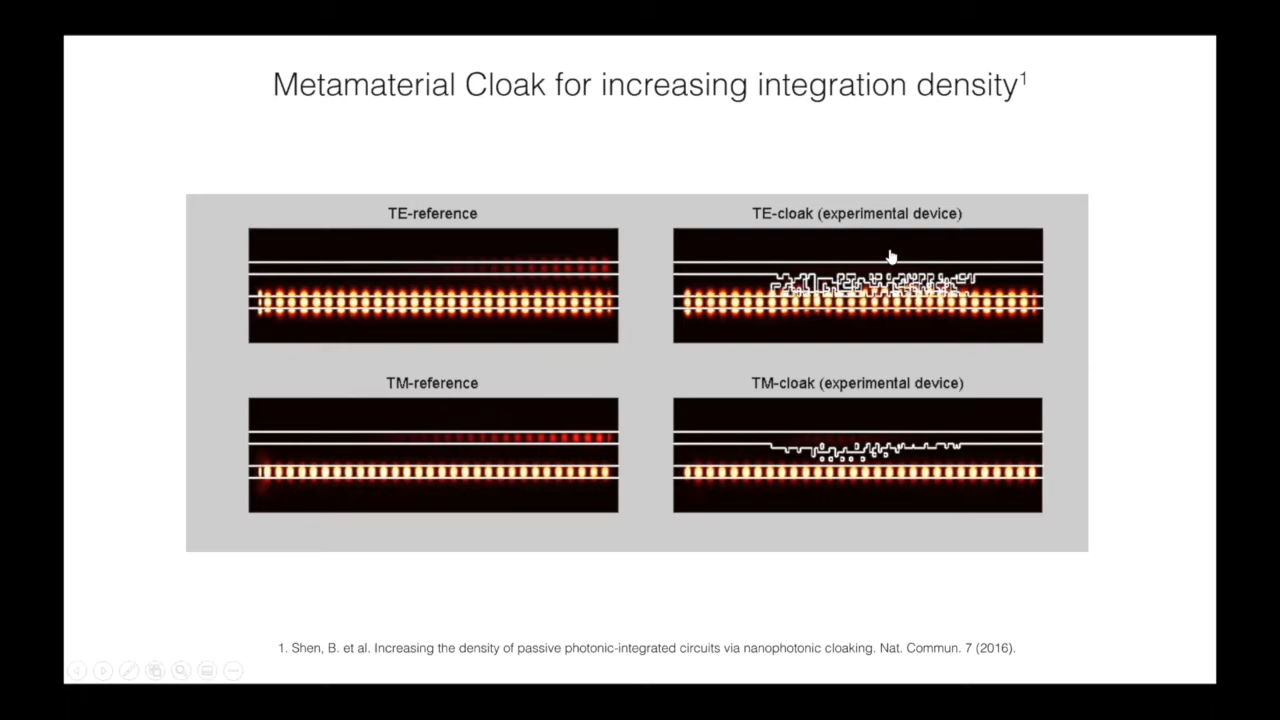 Metamaterial Cloak for increasing integration density¹
TE-reference
TE-cloak (experimental device)
TM-reference
TM-cloak (experimental device)
1. Shen, B. et al. Increasing the density of passive photonic-integrated circuits via nanophotonic cloaking. Nat. Commun. 7 (2016).